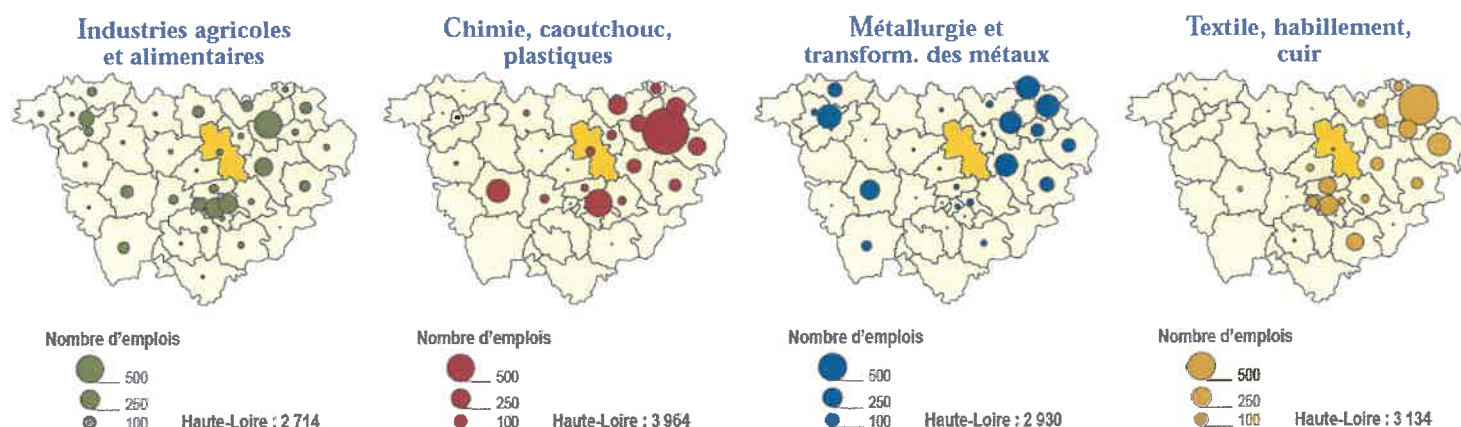 Industries agricoles
et alimentaires
Nombre d'emplois
500
250
100
Haute-Loire : 2 714
Chimie, caoutchouc,
plastiques
Nombre d'emplois
500
250
100
Haute-Loire : 3 964
Métallurgie et
transform. des métaux
Nombre d'emplois
500
250
100
Haute-Loire : 2 930
Textile, habillement,
cuir
Nombre d'emplois
500
250
100
Haute-Loire : 3 134